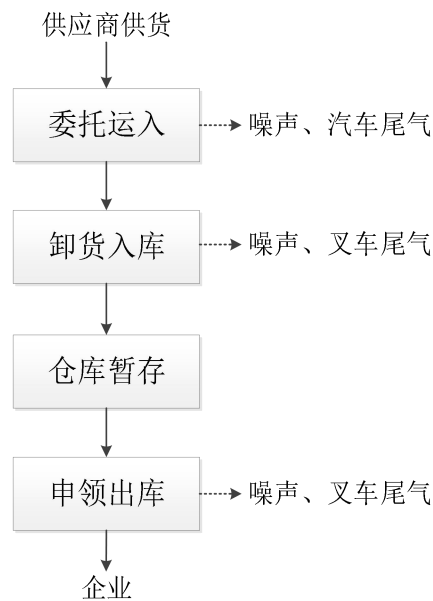 供应商供货
委托运入
噪声、汽车尾气
卸货入库
噪声、叉车尾气
仓库暂存
申领出库
噪声、叉车尾气
企业